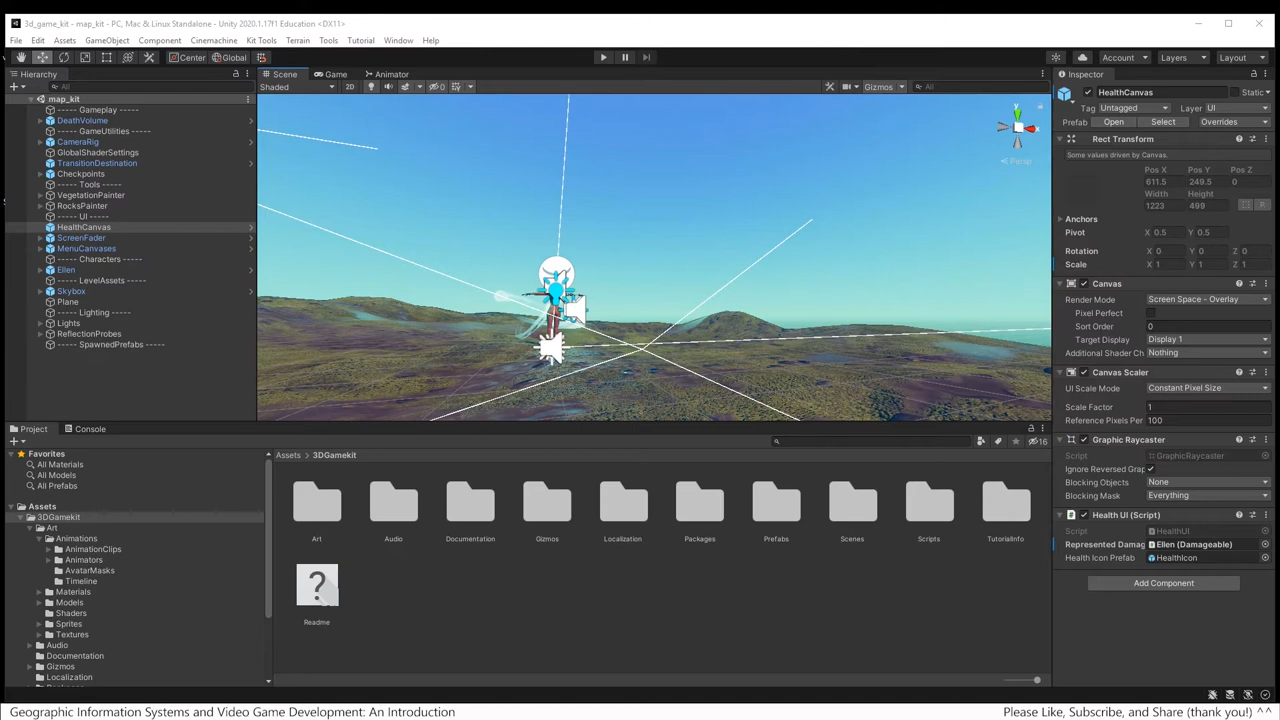 3d_game_kit - map_kit - PC, Mac & Linux Standalone - Unity 2020.1.17f1 Education <DX11>
File Edit Assets GameObject Component Cinemachine Kit Tools Terrain Tools Tutorial Window Help
Center Global Account Layers Layout
Hierarchy
All
map_kit
----- Gameplay -----
DeathVolume
----- GameUtilities -----
CameraRig
GlobalShaderSettings
TransitionDestination
Checkpoints
----- Tools -----
VegetationPainter
RocksPainter
----- UI -----
HealthCanvas
ScreenFader
MenuCanvases
----- Characters -----
Ellen
----- LevelAssets -----
Skybox
Plane
----- Lighting -----
Lights
ReflectionProbes
----- SpawnedPrefabs -----
Scene Game Animator
Shaded 2D 0 Gizmos All
y
x
Persp
Inspector
HealthCanvas Static
Tag Untagged Layer UI
Prefab Open Select Overrides
Rect Transform
Some values driven by Canvas.
Pos X Pos Y Pos Z
611.5 249.5 0
Width Height
1223 499
R
Anchors
Pivot X 0.5 Y 0.5
Rotation X 0 Y 0 Z 0
Scale X 1 Y 1 Z 1
Canvas
Render Mode Screen Space - Overlay
Pixel Perfect
Sort Order 0
Target Display Display 1
Additional Shader Ch Nothing
Canvas Scaler
UI Scale Mode Constant Pixel Size
Scale Factor 1
Reference Pixels Per 100
Graphic Raycaster
Script GraphicRaycaster
Ignore Reversed Grap
Blocking Objects None
Blocking Mask Everything
Health UI (Script)
Script HealthUI
Represented Damag Ellen (Damageable)
Health Icon Prefab HealthIcon
Add Component
Project Console
16
Favorites
All Materials
All Models
All Prefabs
Assets
3DGamekit
Art
Animations
AnimationClips
Animators
AvatarMasks
Timeline
Materials
Models
Shaders
Sprites
Textures
Audio
Documentation
Gizmos
Localization
Assets 3DGamekit
Art Audio Documentation Gizmos Localization Packages Prefabs Scenes Scripts TutorialInfo
?
Readme
Geographic Information Systems and Video Game Development: An Introduction
Please Like, Subscribe, and Share (thank you!) ^^